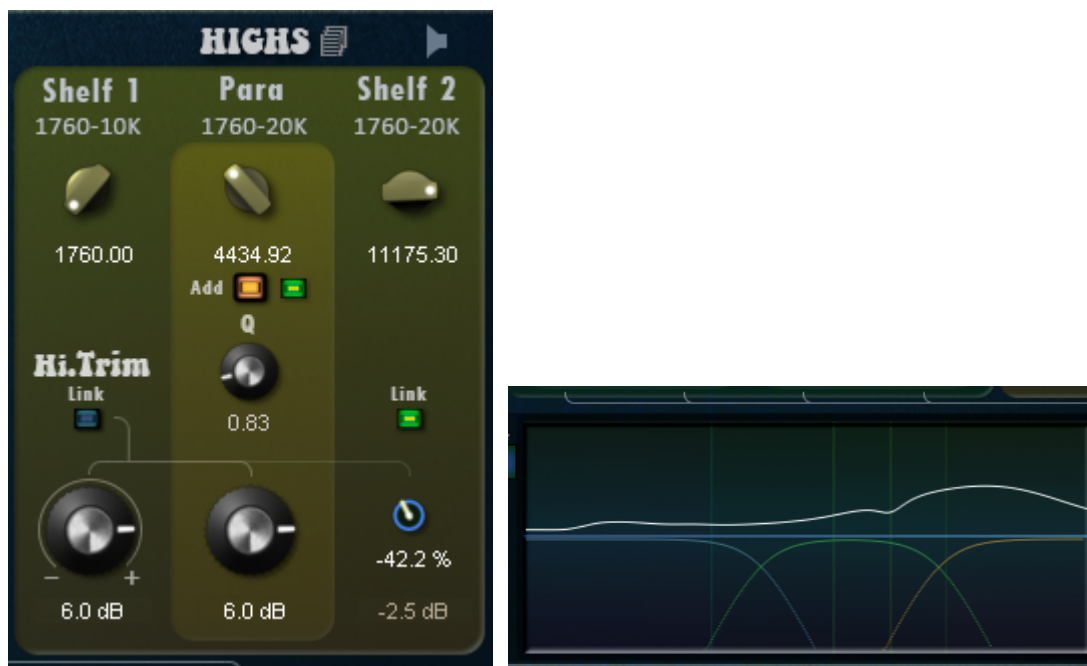 HIGHS
Shelf 1 Para Shelf 2
1760-10K 1760-20K 1760-20K
1760.00 4434.92 11175.30
Add
Q
Hi.Trim
Link Link
0.83
-42.2 %
− +
6.0 dB 6.0 dB -2.5 dB